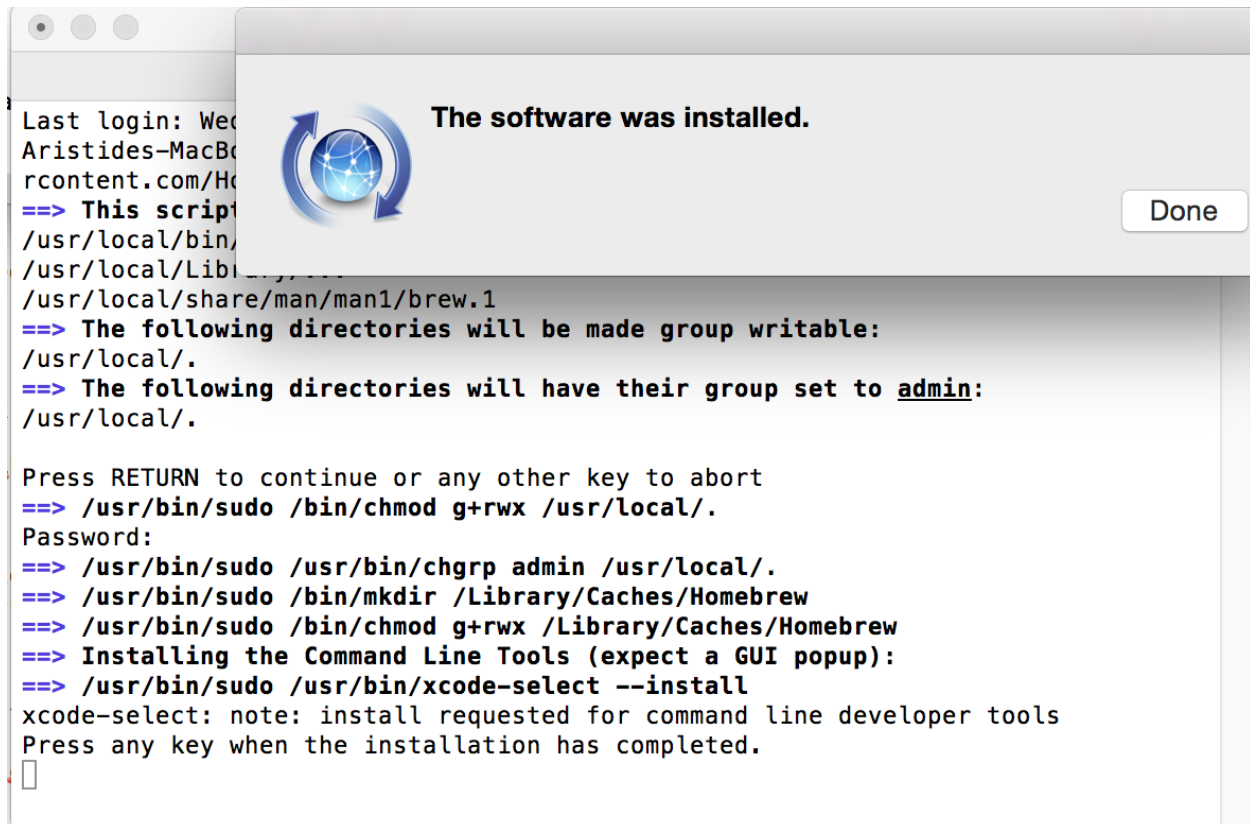 The software was installed.
Done
Last login: Wed
Aristides-MacBo
rcontent.com/Ho
==> This script
/usr/local/bin/
/usr/local/Library/...
/usr/local/share/man/man1/brew.1
==> The following directories will be made group writable:
/usr/local/.
==> The following directories will have their group set to admin:
/usr/local/.
Press RETURN to continue or any other key to abort
==> /usr/bin/sudo /bin/chmod g+rwx /usr/local/.
Password:
==> /usr/bin/sudo /usr/bin/chgrp admin /usr/local/.
==> /usr/bin/sudo /bin/mkdir /Library/Caches/Homebrew
==> /usr/bin/sudo /bin/chmod g+rwx /Library/Caches/Homebrew
==> Installing the Command Line Tools (expect a GUI popup):
==> /usr/bin/sudo /usr/bin/xcode-select --install
xcode-select: note: install requested for command line developer tools
Press any key when the installation has completed.